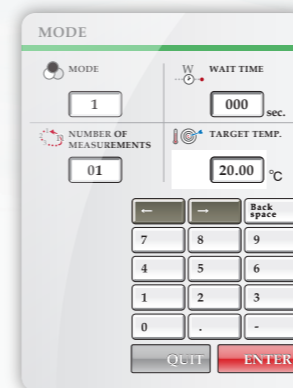 MODE
MODE
W WAIT TIME
1
000 sec.
N NUMBER OF MEASUREMENTS
TARGET TEMP.
01
20.00 °C
← → Back space
7 8 9
4 5 6
1 2 3
0 . -
QUIT ENTER